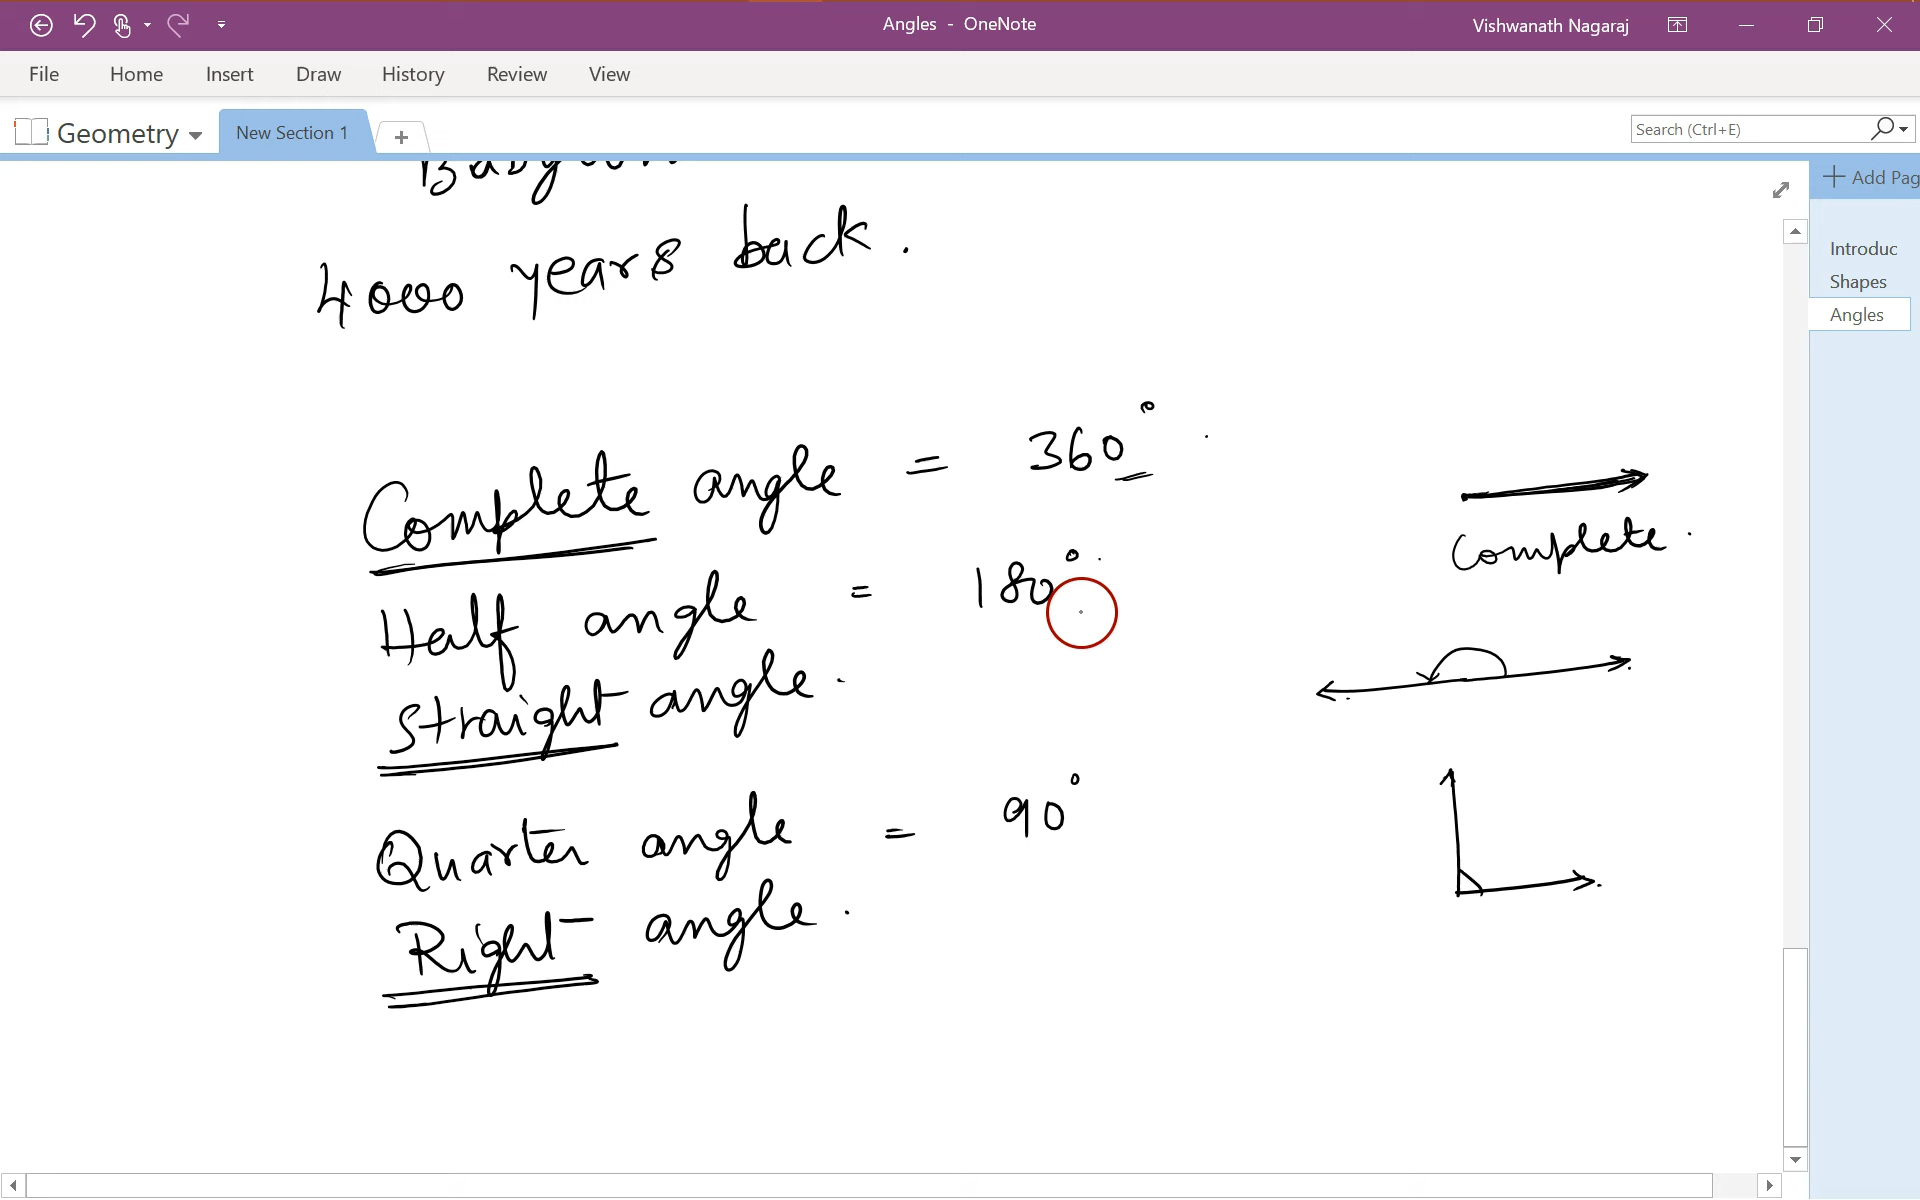 Angles - OneNote
Vishwanath Nagaraj
File Home Insert Draw History Review View
Geometry
New Section 1
+
Search (Ctrl+E)
Add Pag
Introduc
Shapes
Angles
4000 years back.
Complete angle = 360°
Complete.
Half angle = 180°.
Straight angle.
Quarter angle = 90°
Right angle.